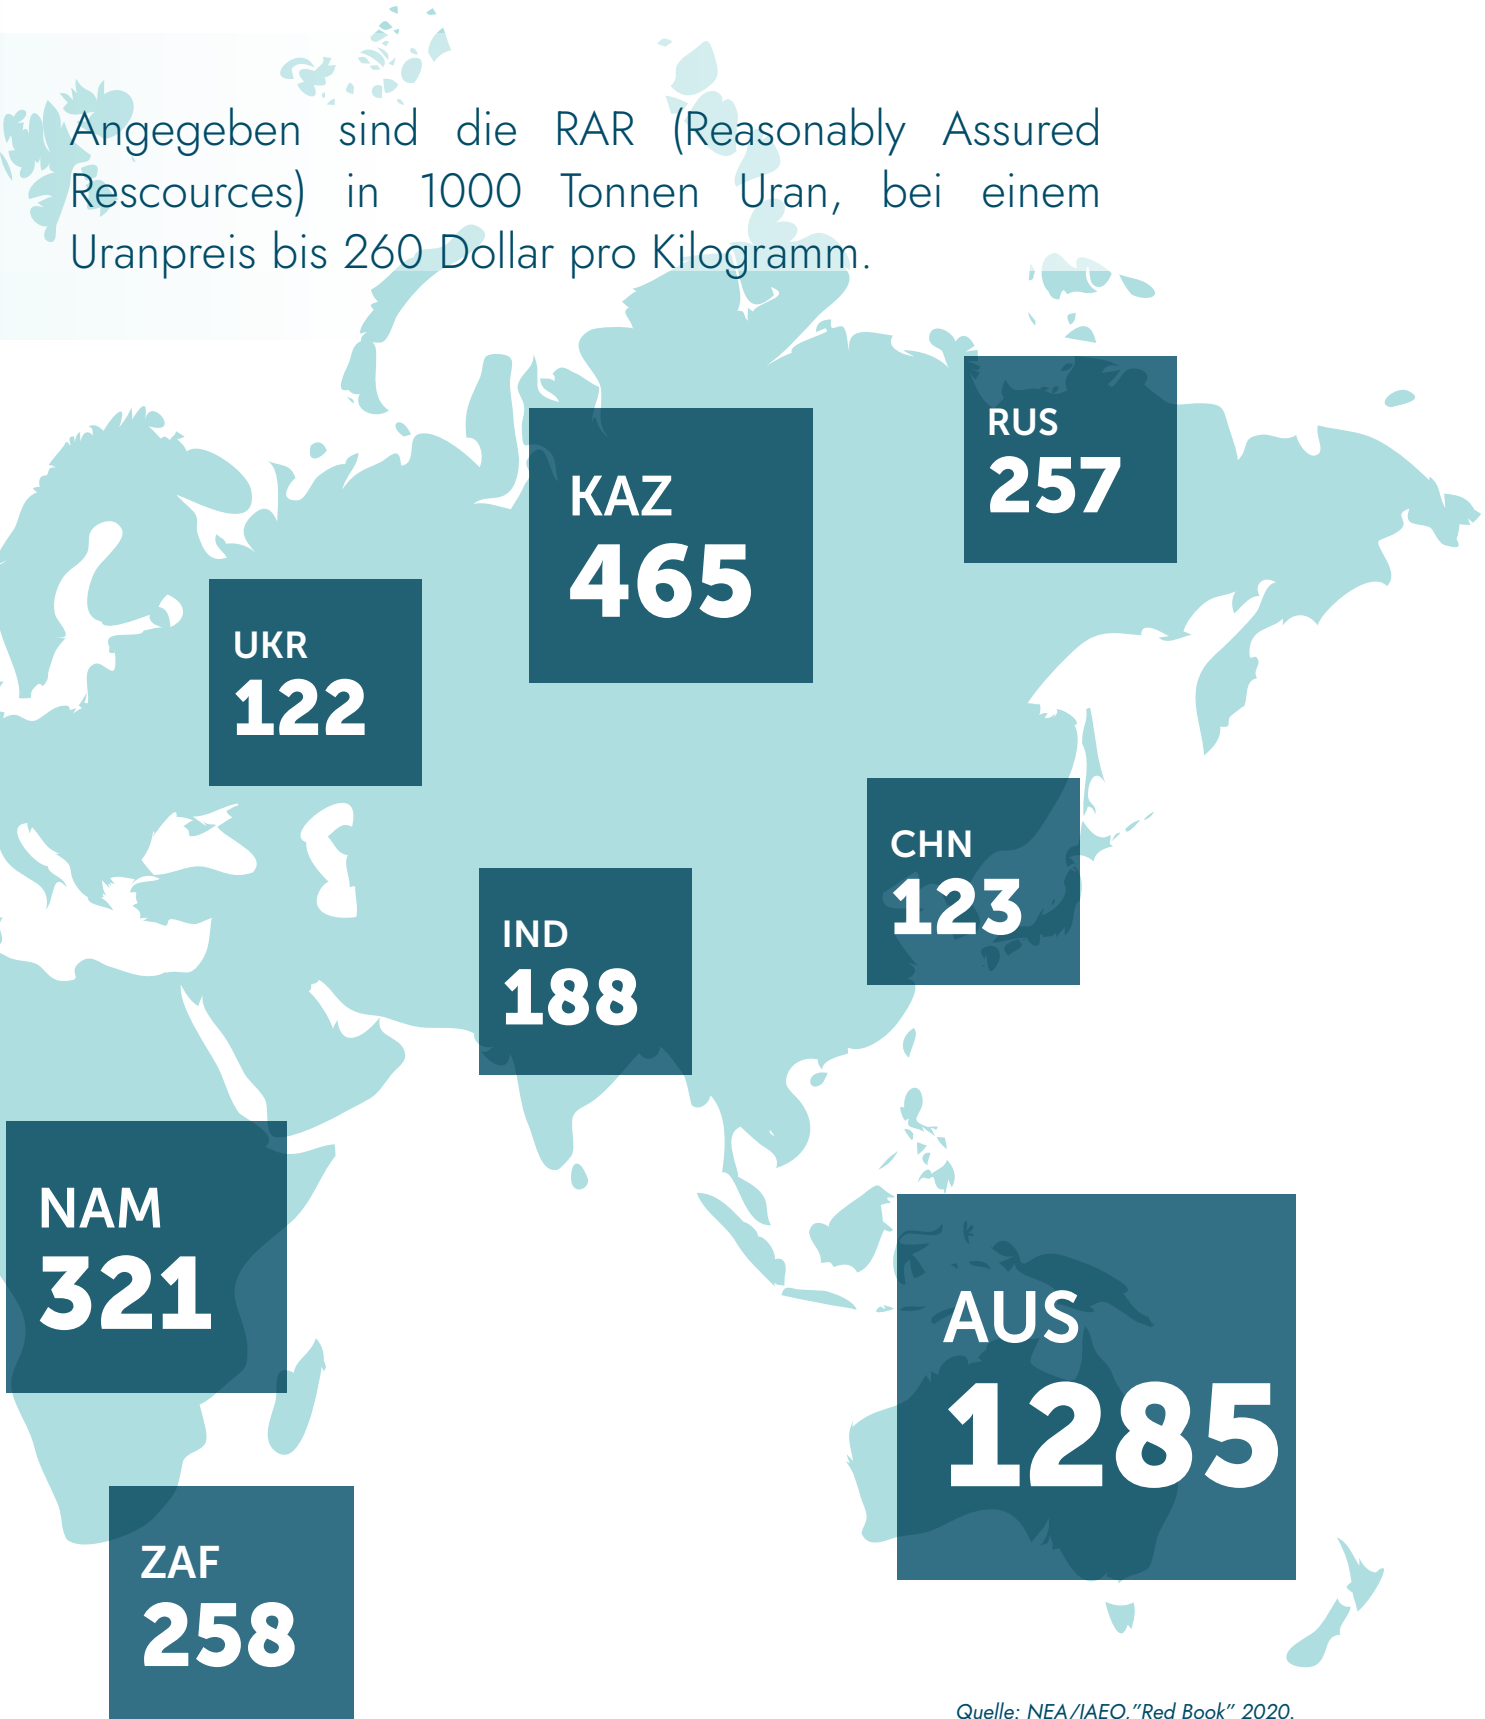 Angegeben sind die RAR (Reasonably Assured
Rescources) in 1000 Tonnen Uran, bei einem
Uranpreis bis 260 Dollar pro Kilogramm.
RUS
257
KAZ
465
UKR
122
CHN
123
IND
188
NAM
321
AUS
1285
ZAF
258
Quelle: NEA/IAEO."Red Book" 2020.